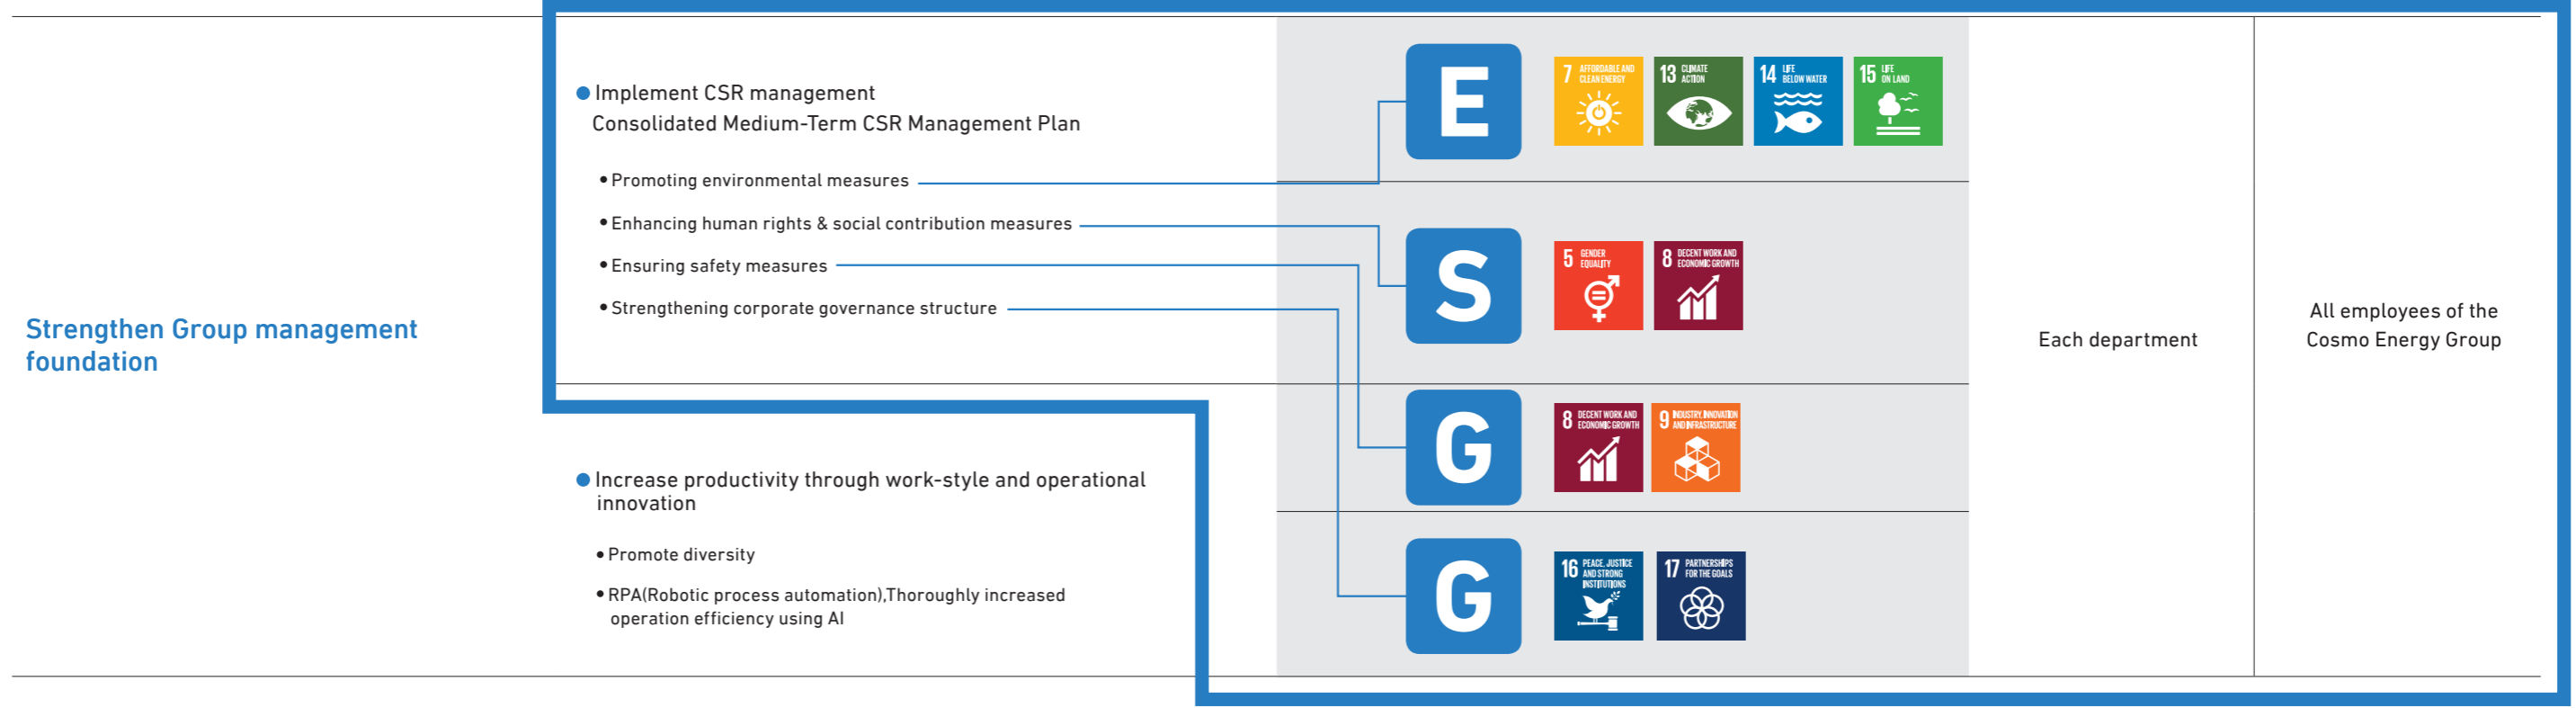 Strengthen Group management
foundation
● Implement CSR management
Consolidated Medium-Term CSR Management Plan
• Promoting environmental measures
• Enhancing human rights & social contribution measures
• Ensuring safety measures
• Strengthening corporate governance structure
● Increase productivity through work-style and operational
innovation
• Promote diversity
• RPA(Robotic process automation),Thoroughly increased
operation efficiency using AI
E
7 AFFORDABLE AND
CLEAN ENERGY
13 CLIMATE
ACTION
14 LIFE
BELOW WATER
15 LIFE
ON LAND
S
5 GENDER
EQUALITY
8 DECENT WORK AND
ECONOMIC GROWTH
G
8 DECENT WORK AND
ECONOMIC GROWTH
9 INDUSTRY, INNOVATION
AND INFRASTRUCTURE
G
16 PEACE, JUSTICE
AND STRONG
INSTITUTIONS
17 PARTNERSHIPS
FOR THE GOALS
Each department
All employees of the
Cosmo Energy Group